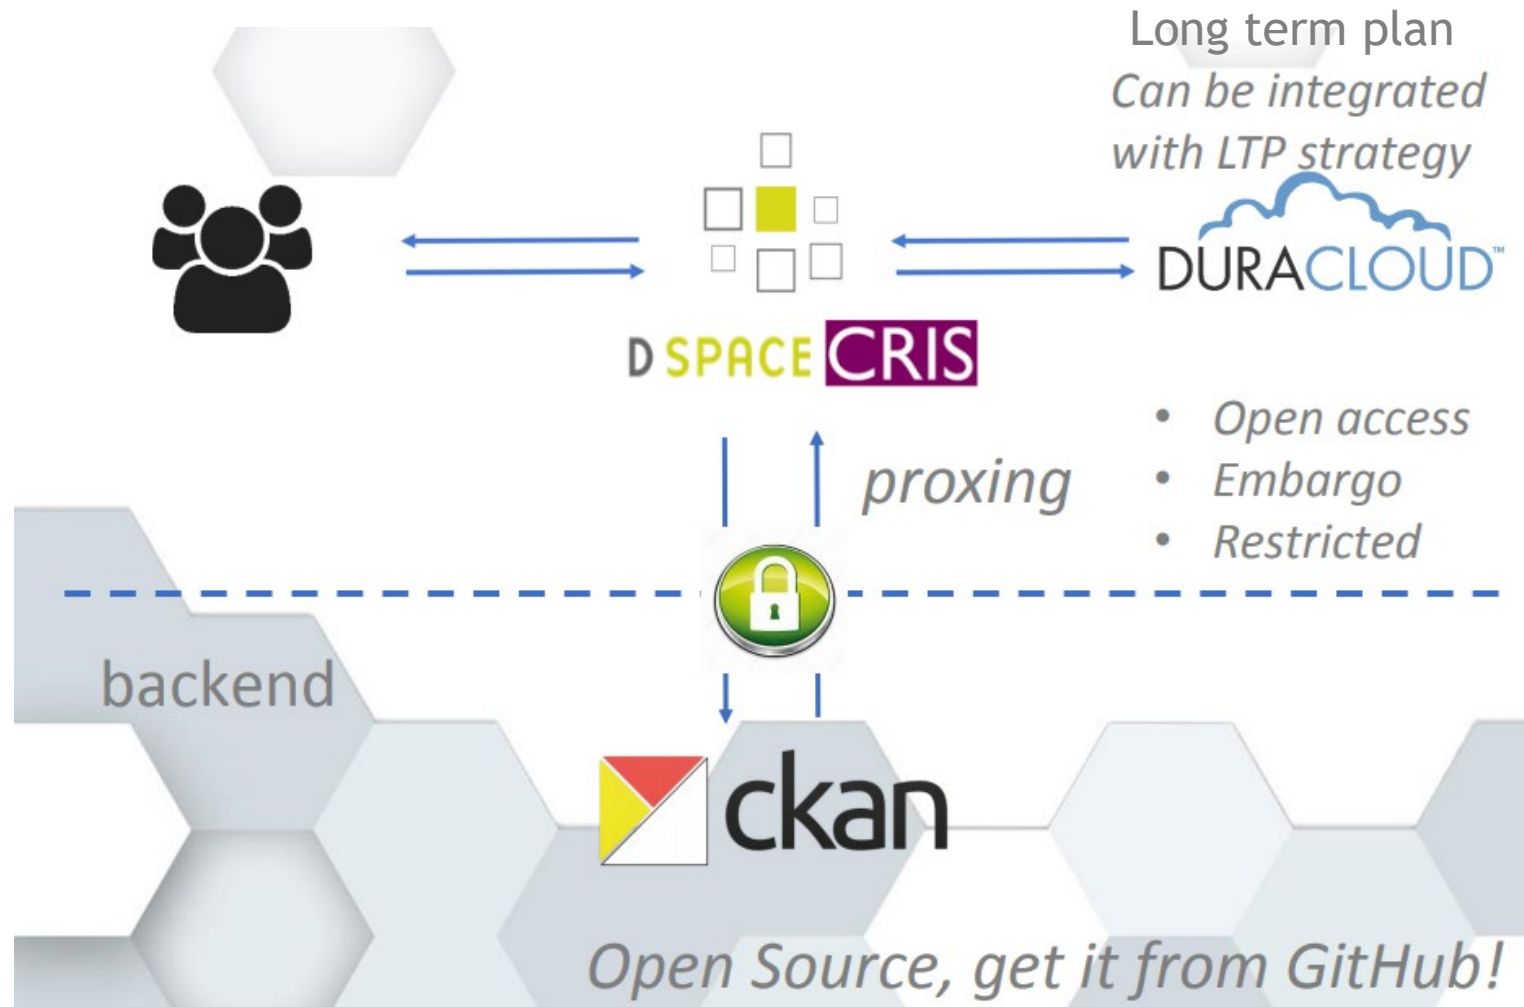 Long term plan
Can be integrated
with LTP strategy
DURACLOUD™
DSPACE CRIS
• Open access
proxing
• Embargo
• Restricted
backend
ckan
Open Source, get it from GitHub!